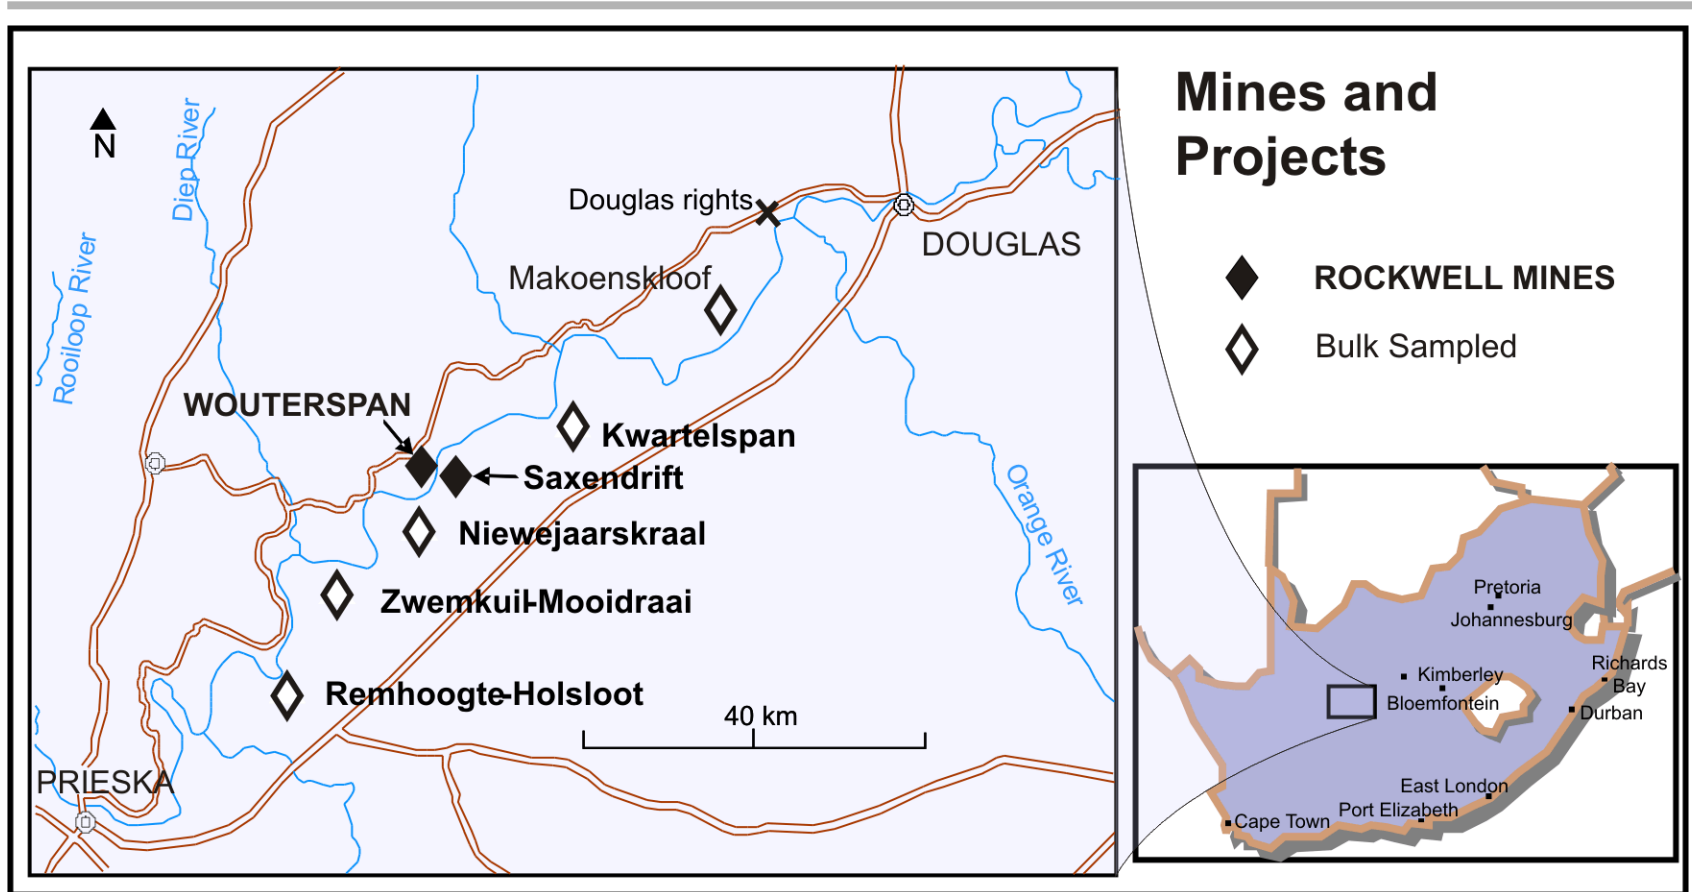 Mines and
Projects
ROCKWELL MINES
Bulk Sampled
N
Diep River
Rooiloop River
Douglas rights
DOUGLAS
Makoenskloof
WOUTERSPAN
Kwartelspan
Saxendrift
Niewejaarskraal
Orange River
Zwemkuil-Mooidraai
Remhoogte-Holsloot
40 km
PRIESKA
Pretoria
Johannesburg
Kimberley
Bloemfontein
Richards
Bay
Durban
East London
Port Elizabeth
Cape Town